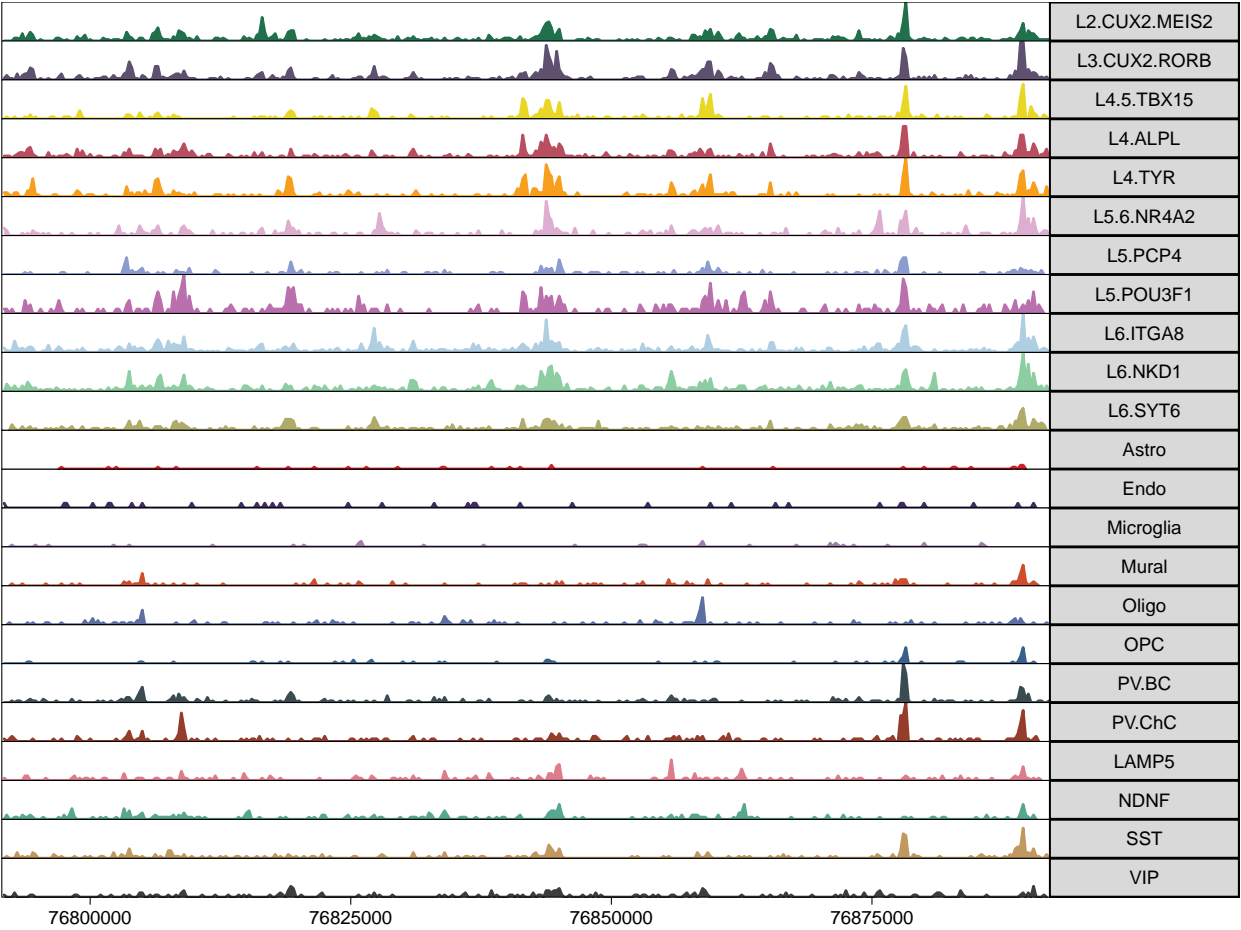 L2.CUX2.MEIS2
L3.CUX2.RORB
L4.5.TBX15
L4.ALPL
L4.TYR
L5.6.NR4A2
L5.PCP4
L5.POU3F1
L6.ITGA8
L6.NKD1
L6.SYT6
Astro
Endo
Microglia
Mural
Oligo
OPC
PV.BC
PV.ChC
LAMP5
NDNF
SST
VIP
76800000 76825000 76850000 76875000